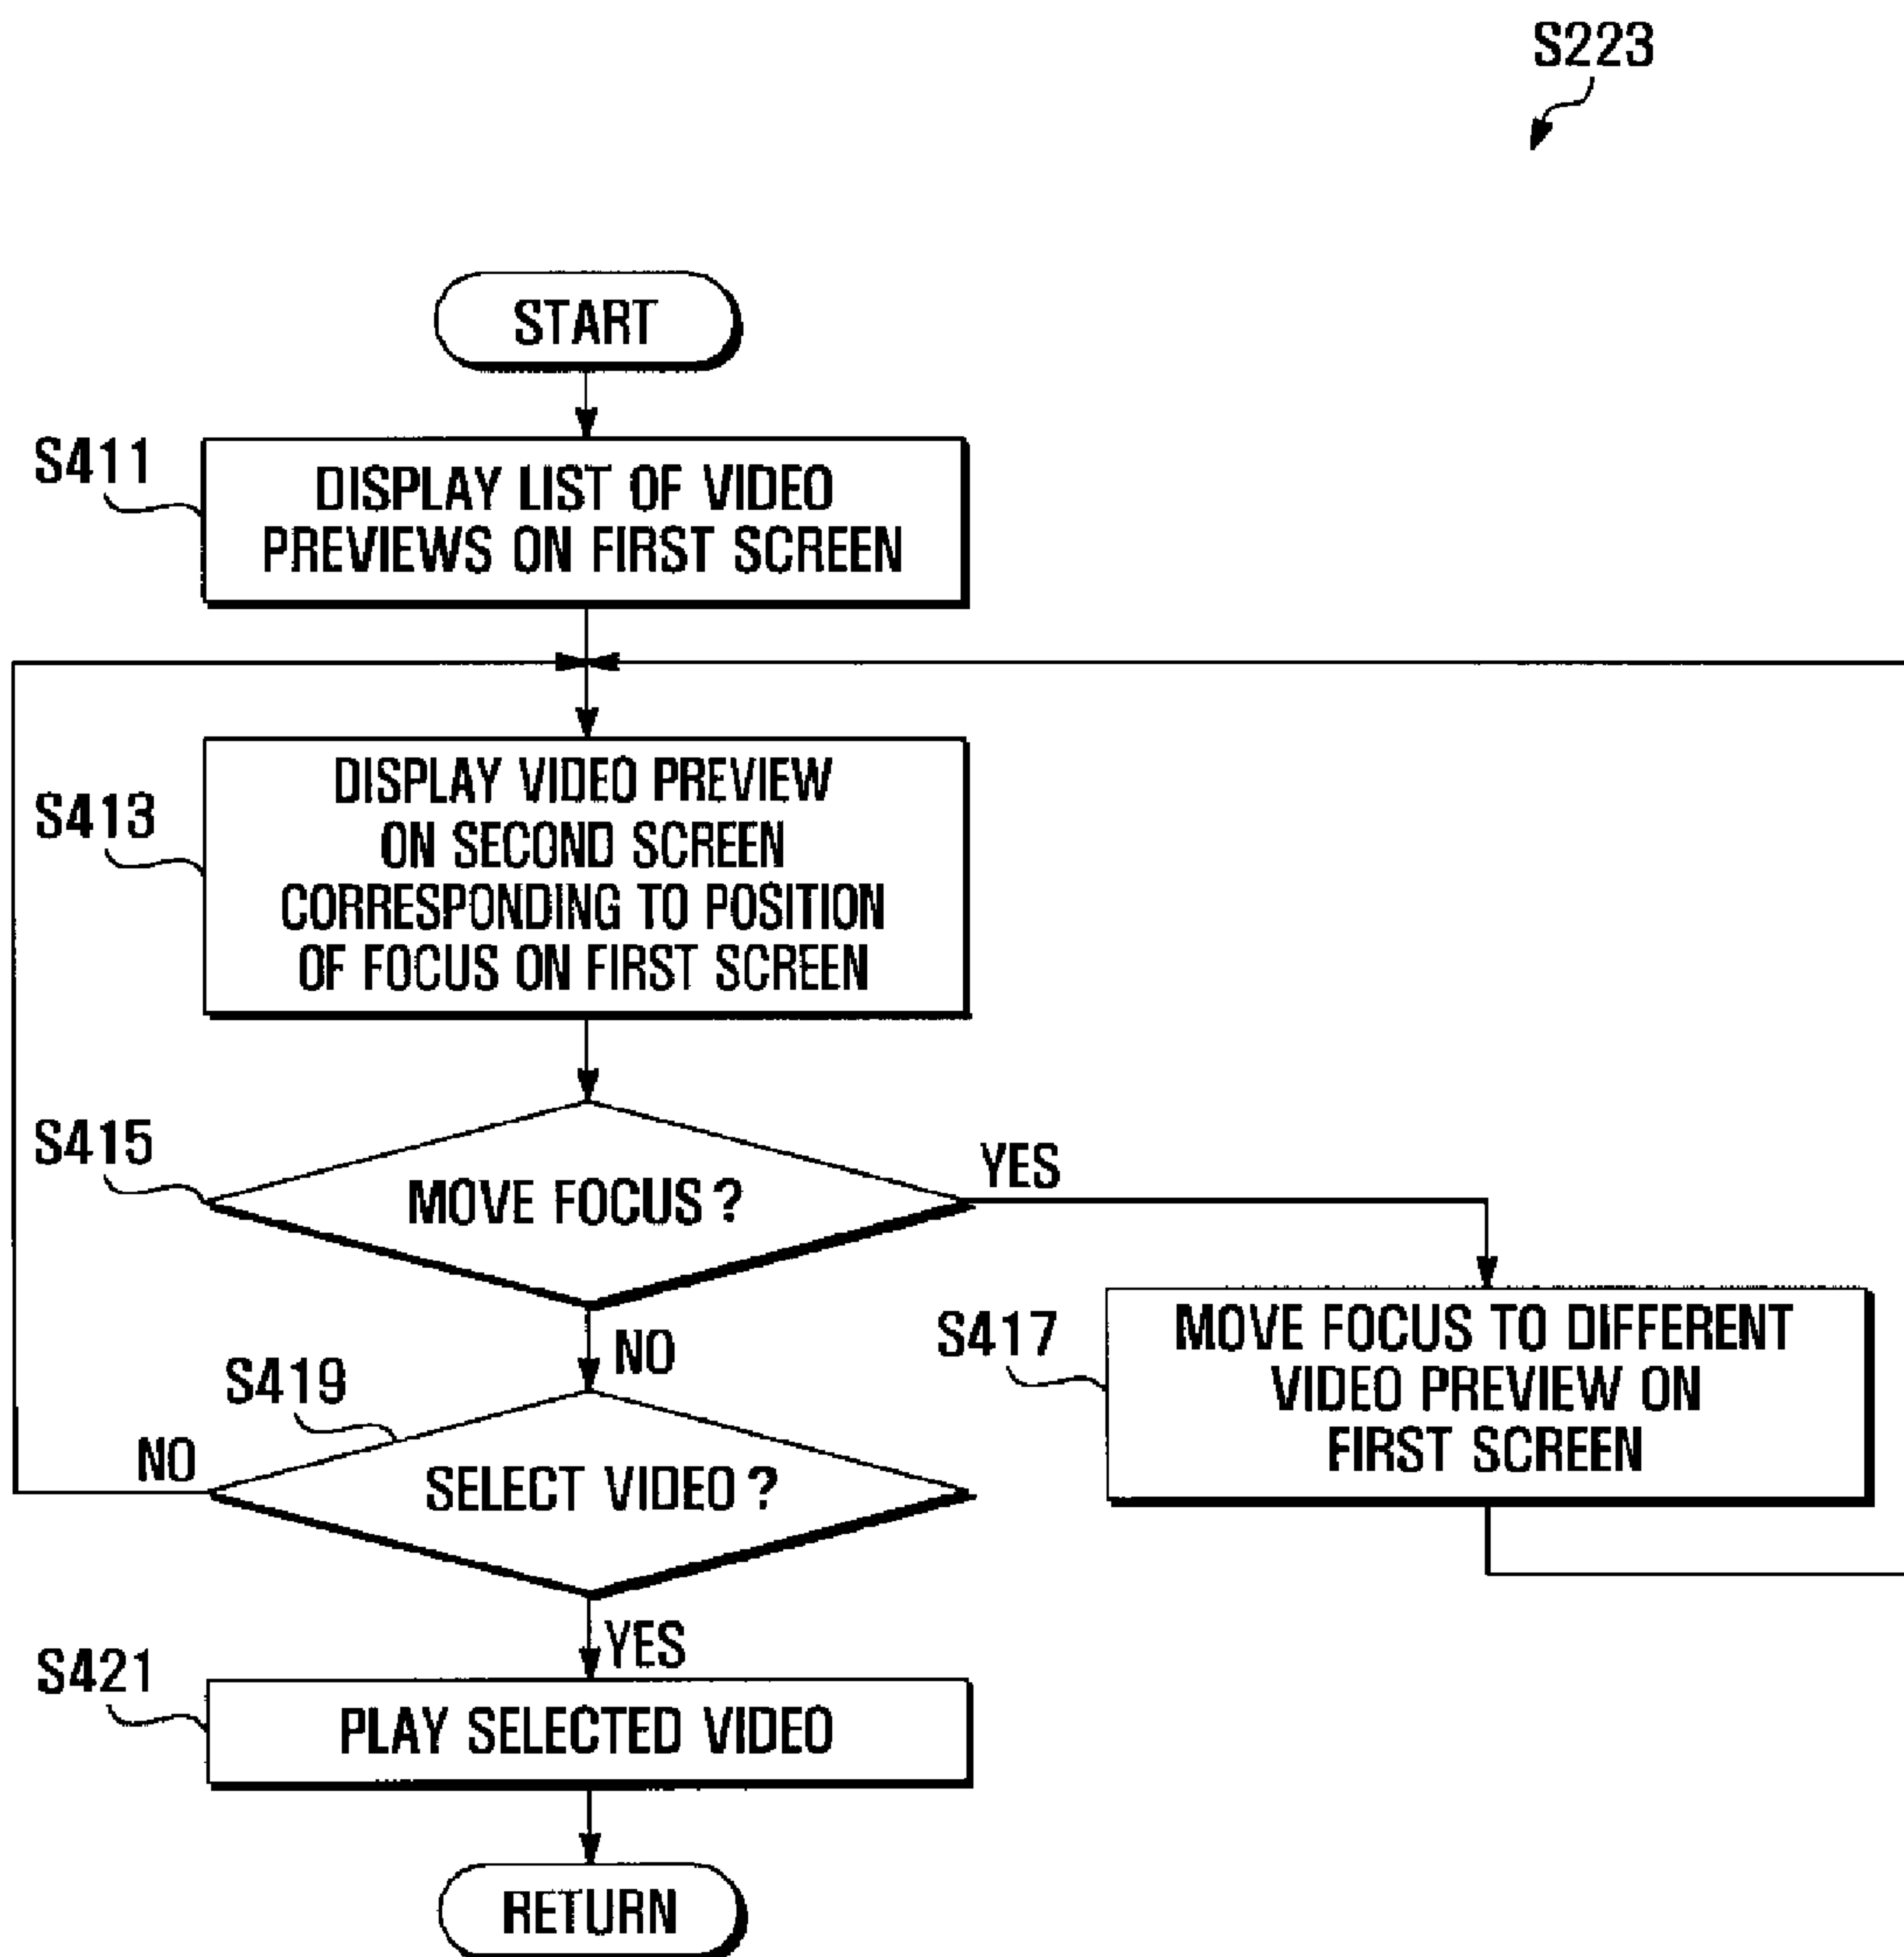 S223
START
S411
DISPLAY LIST OF VIDEO
PREVIEWS ON FIRST SCREEN
S413
DISPLAY VIDEO PREVIEW
ON SECOND SCREEN
CORRESPONDING TO POSITION
OF FOCUS ON FIRST SCREEN
S415
MOVE FOCUS?
YES
NO
S417
MOVE FOCUS TO DIFFERENT
VIDEO PREVIEW ON
FIRST SCREEN
S419
NO
SELECT VIDEO?
YES
S421
PLAY SELECTED VIDEO
RETURN